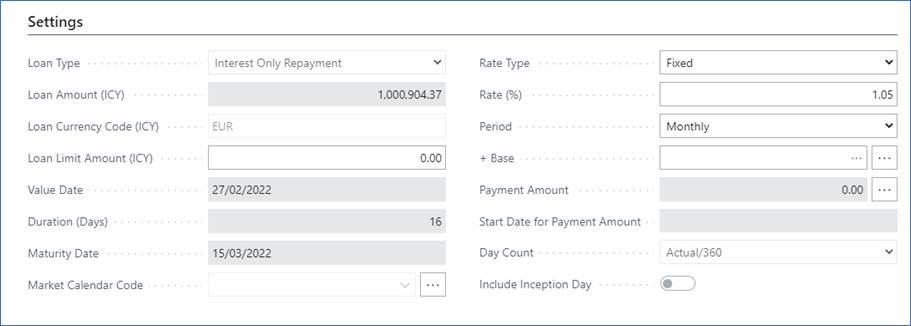 Settings
Loan Type Interest Only Repayment
Loan Amount (ICY) 1,000,904.37
Loan Currency Code (ICY) EUR
Loan Limit Amount (ICY) 0.00
Value Date 27/02/2022
Duration (Days) 16
Maturity Date 15/03/2022
Market Calendar Code ...
Rate Type Fixed
Rate (%) 1.05
Period Monthly
+ Base ... ...
Payment Amount 0.00 ...
Start Date for Payment Amount
Day Count Actual/360
Include Inception Day